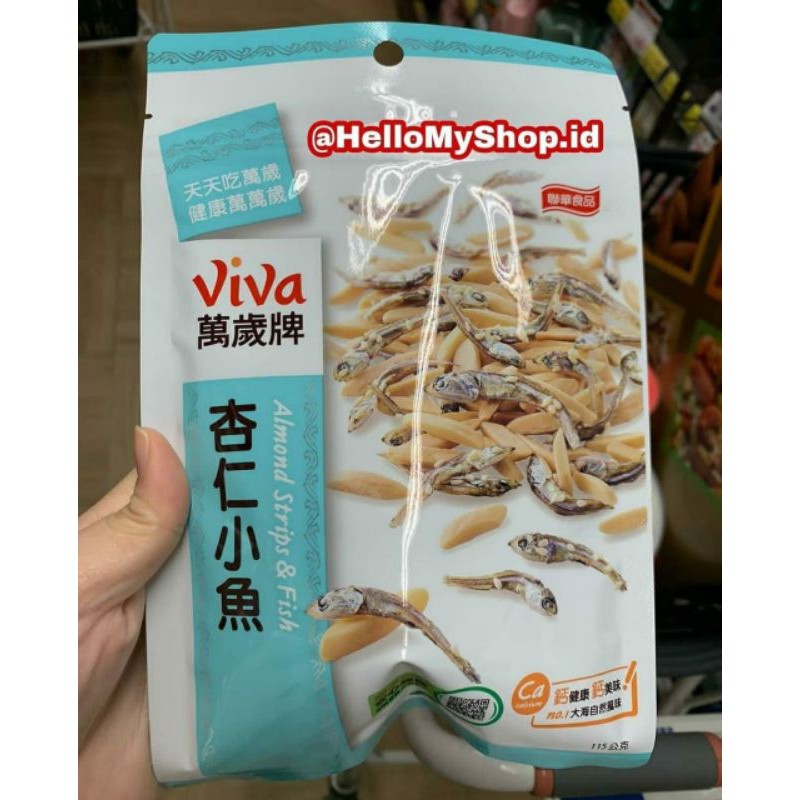 @HelloMyShop.id
天天吃萬歲
健康萬萬歲
聯華食品
viva
萬歲牌
杏仁小魚
Almond Strips & Fish
Ca
calcium
鈣健康 鈣美味!
NO.1 大海自然風味
115公克